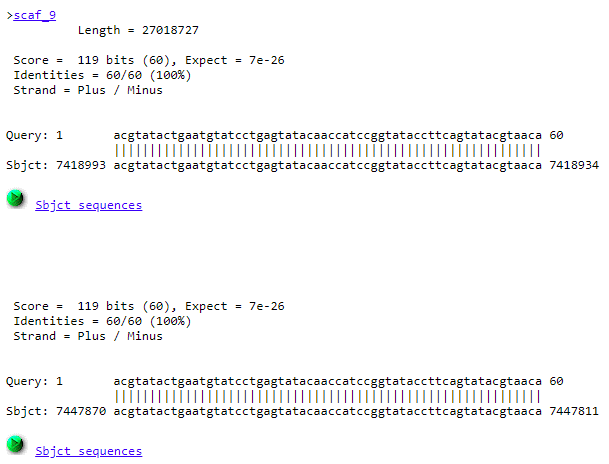 >scaf_9
Length = 27018727
Score =  119 bits (60), Expect = 7e-26
Identities = 60/60 (100%)
Strand = Plus / Minus
Query: 1       acgtatactgaatgtatcctgagtatacaaccatccggtataccttcagtatacgtaaca 60
||||||||||||||||||||||||||||||||||||||||||||||||||||||||||||
Sbjct: 7418993 acgtatactgaatgtatcctgagtatacaaccatccggtataccttcagtatacgtaaca 7418934
Sbjct sequences
Score =  119 bits (60), Expect = 7e-26
Identities = 60/60 (100%)
Strand = Plus / Minus
Query: 1       acgtatactgaatgtatcctgagtatacaaccatccggtataccttcagtatacgtaaca 60
||||||||||||||||||||||||||||||||||||||||||||||||||||||||||||
Sbjct: 7447870 acgtatactgaatgtatcctgagtatacaaccatccggtataccttcagtatacgtaaca 7447811
Sbjct sequences